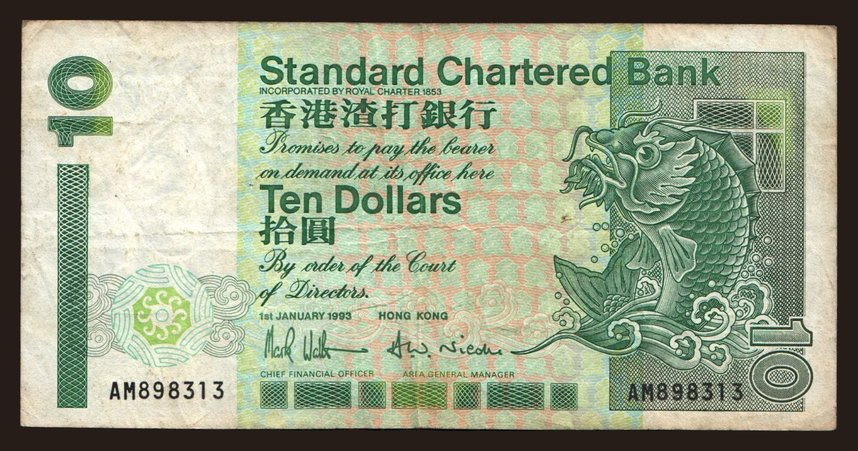 10
Standard Chartered Bank
INCORPORATED BY ROYAL CHARTER 1853
香港渣打銀行
Promises to pay the bearer
on demand at its office here
Ten Dollars
拾圓
By order of the Court
of Directors.
1ST JANUARY 1993 HONG KONG
CHIEF FINANCIAL OFFICER AREA GENERAL MANAGER
AM898313 AM898313
10